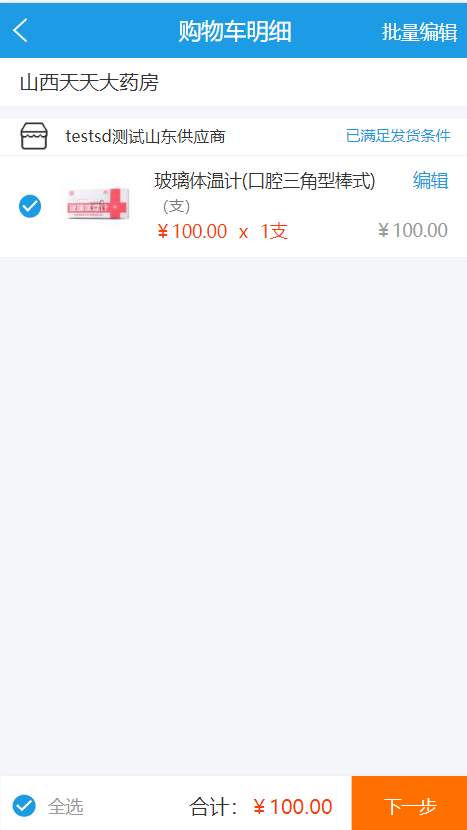 购物车明细 批量编辑
山西天天大药房
testsd测试山东供应商 已满足发货条件
玻璃体温计(口腔三角型棒式) 编辑
（支）
￥100.00 x 1支 ￥100.00
全选 合计：￥100.00 下一步